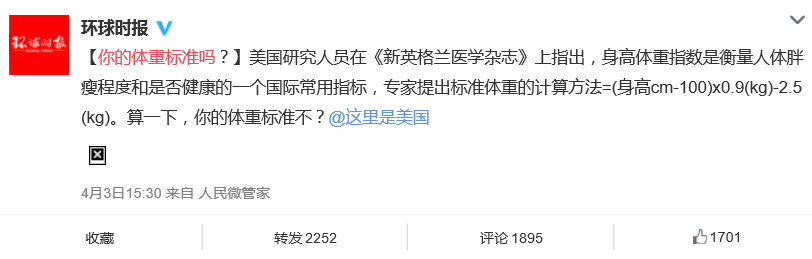 环球时报
环球时报
【你的体重标准吗？】美国研究人员在《新英格兰医学杂志》上指出，身高体重指数是衡量人体胖
瘦程度和是否健康的一个国际常用指标，专家提出标准体重的计算方法=(身高cm-100)x0.9(kg)-2.5
(kg)。算一下，你的体重标准不？@这里是美国
4月3日15:30 来自 人民微管家
收藏 转发 2252 评论 1895 1701